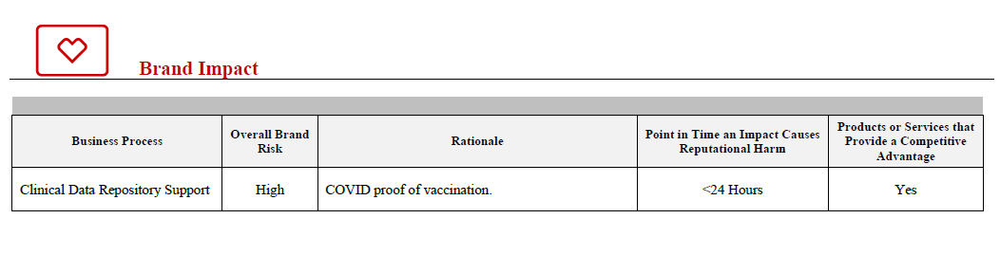 Brand Impact
Business Process
Overall Brand
Risk
Rationale
Point in Time an Impact Causes
Reputational Harm
Products or Services that
Provide a Competitive
Advantage
Clinical Data Repository Support
High
COVID proof of vaccination.
<24 Hours
Yes